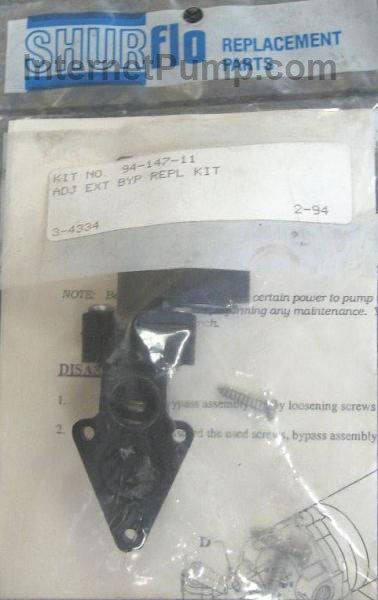 SHURflo
REPLACEMENT
PARTS
InternetPump.com
KIT NO. 94-147-11
ADJ EXT BYP REPL KIT
3-4334
2-94
NOTE: Be certain power to pump
any maintenance.
DISAS
1. bypass assembly by loosening screws
2. the used screws, bypass assembly
D